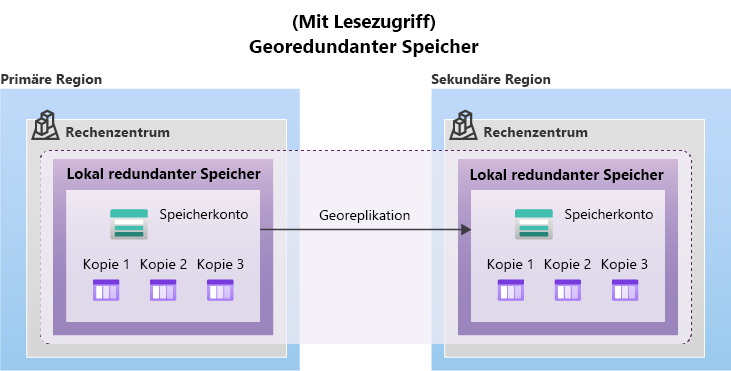 (Mit Lesezugriff)
Georedundanter Speicher
Primäre Region
Sekundäre Region
Rechenzentrum
Rechenzentrum
Lokal redundanter Speicher
Lokal redundanter Speicher
Speicherkonto
Georeplikation
Speicherkonto
Kopie 1 Kopie 2 Kopie 3
Kopie 1 Kopie 2 Kopie 3